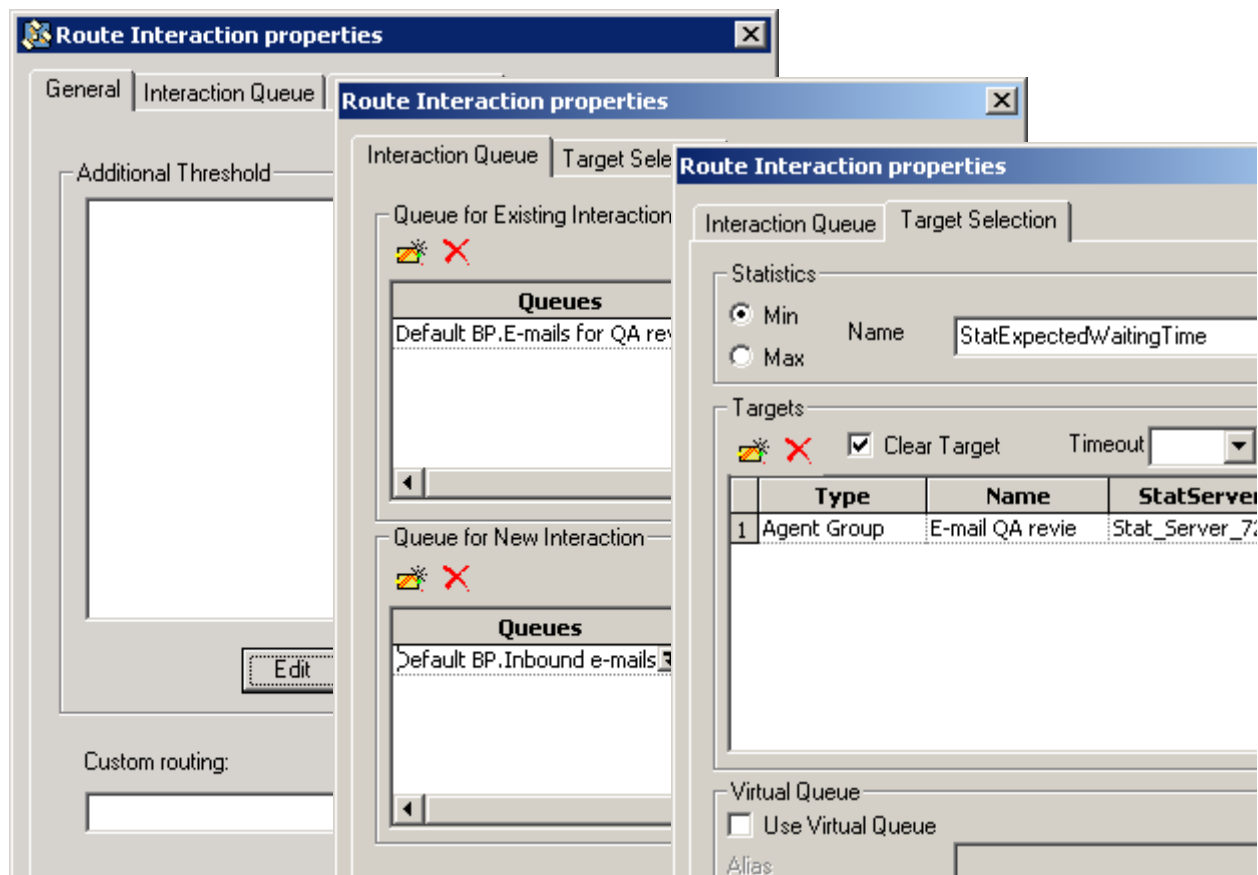 Route Interaction properties
General
Interaction Queue
Additional Threshold
Edit
Custom routing:
Route Interaction properties
Interaction Queue
Target Sele
Queue for Existing Interaction
Queues
Default BP.E-mails for QA rev
Queue for New Interaction
Queues
Default BP.Inbound e-mails
Route Interaction properties
Interaction Queue
Target Selection
Statistics
Min
Max
Name
StatExpectedWaitingTime
Targets
Clear Target
Timeout
Type Name StatServer
1 Agent Group E-mail QA revie Stat_Server_72
Virtual Queue
Use Virtual Queue
Alias